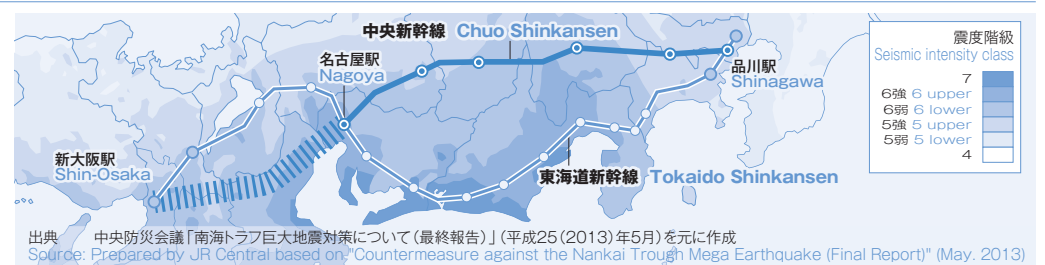 中央新幹線 Chuo Shinkansen
名古屋駅
Nagoya
品川駅
Shinagawa
新大阪駅
Shin-Osaka
東海道新幹線 Tokaido Shinkansen
震度階級
Seismic intensity class
7
6強 6 upper
6弱 6 lower
5強 5 upper
5弱 5 lower
4
出典 中央防災会議「南海トラフ巨大地震対策について(最終報告)」(平成25(2013)年5月)を元に作成
Source: Prepared by JR Central based on "Countermeasure against the Nankai Trough Mega Earthquake (Final Report)" (May. 2013)